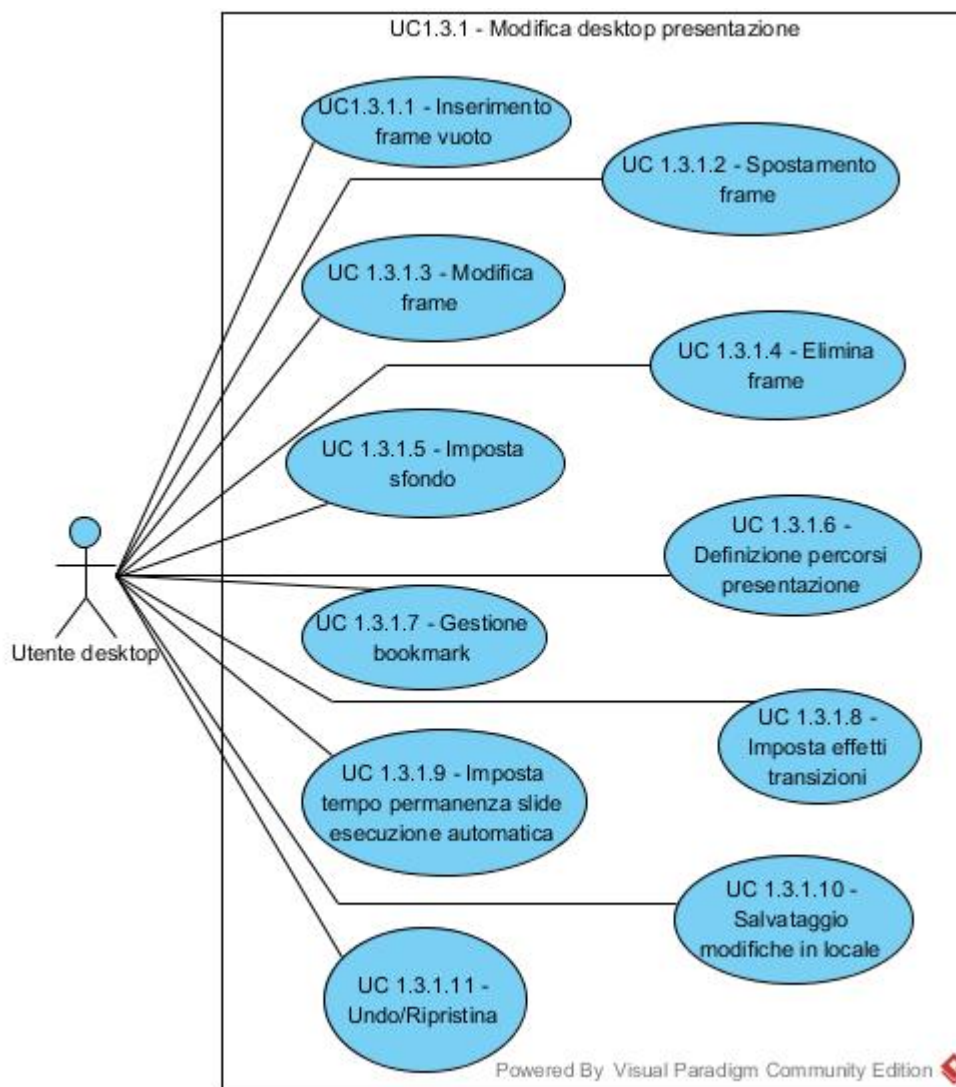 UC1.3.1 - Modifica desktop presentazione
UC1.3.1.1 - Inserimento
frame vuoto
UC 1.3.1.2 - Spostamento
frame
UC 1.3.1.3 - Modifica
frame
UC 1.3.1.4 - Elimina
frame
UC 1.3.1.5 - Imposta
sfondo
UC 1.3.1.6 -
Definizione percorsi
presentazione
Utente desktop
UC 1.3.1.7 - Gestione
bookmark
UC 1.3.1.8 -
Imposta effetti
transizioni
UC 1.3.1.9 - Imposta
tempo permanenza slide
esecuzione automatica
UC 1.3.1.10 -
Salvataggio
modifiche in locale
UC 1.3.1.11 -
Undo/Ripristina
Powered By Visual Paradigm Community Edition